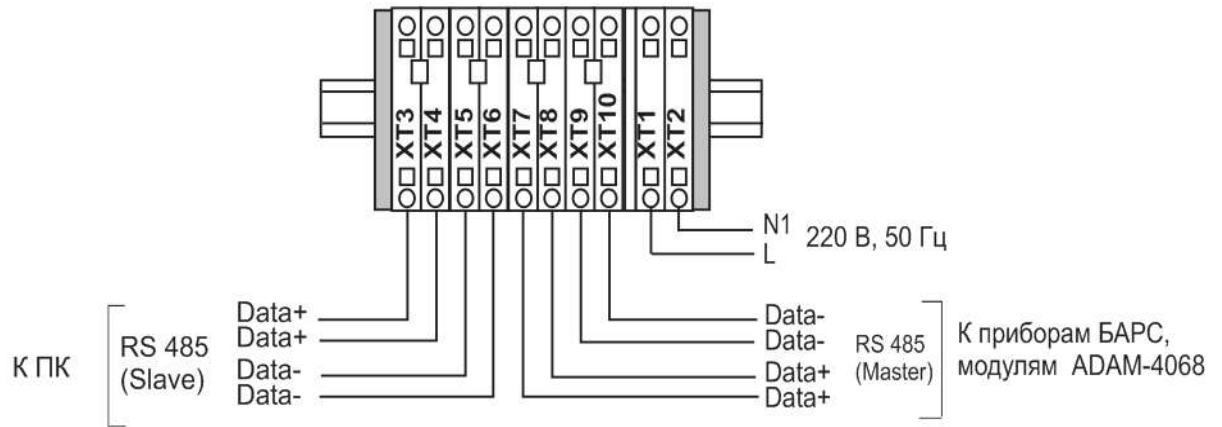 XT3
XT4
XT5
XT6
XT7
XT8
XT9
XT10
XT1
XT2
N1
L
220 В, 50 Гц
К ПК
RS 485
(Slave)
Data+
Data+
Data-
Data-
Data-
Data-
Data+
Data+
RS 485
(Master)
К приборам БАРС,
модулям ADAM-4068